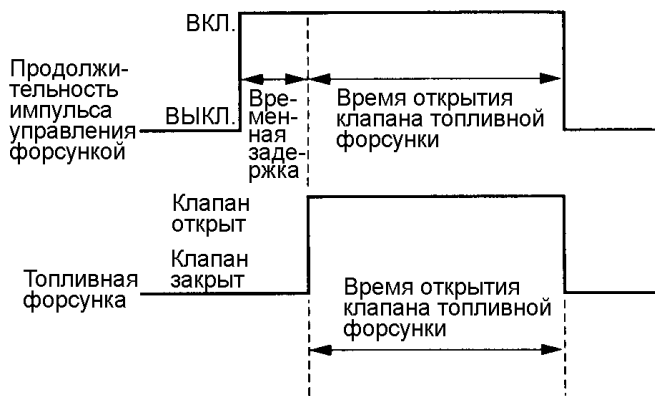 ВКЛ.
Продолжи-
тельность
импульса
управления
форсункой
ВЫКЛ.
Вре-
мен-
ная
заде-
ржка
Время открытия
клапана топливной
форсунки
Клапан
открыт
Клапан
закрыт
Топливная
форсунка
Время открытия
клапана топливной
форсунки